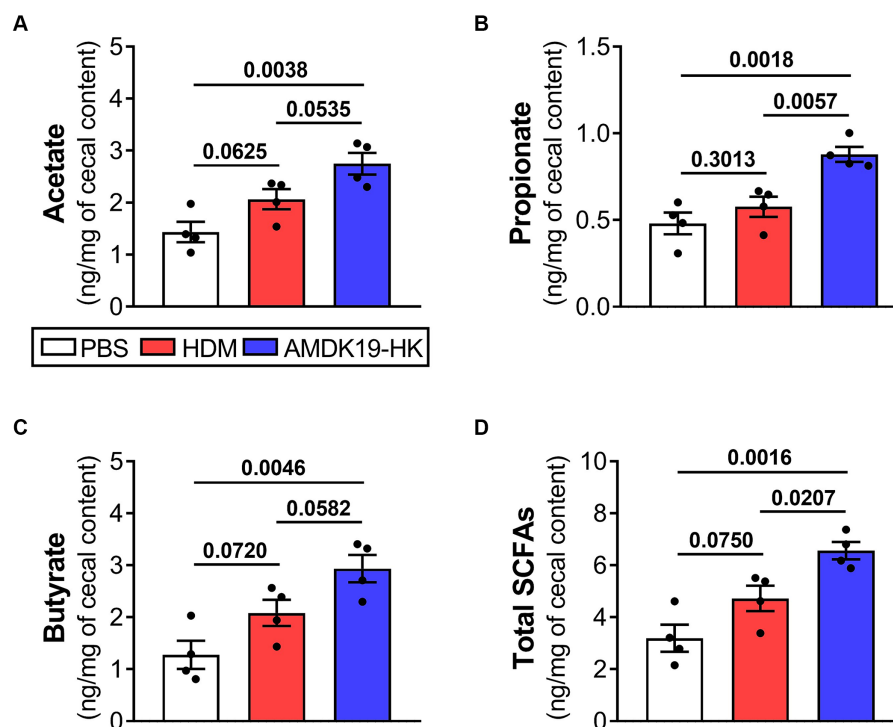 A
Acetate
(ng/mg of cecal content)
5
4
3
2
1
0
0.0038
0.0535
0.0625
B
Propionate
(ng/mg of cecal content)
1.5
1.0
0.5
0.0
0.0018
0.0057
0.3013
PBS HDM AMDK19-HK
C
Butyrate
(ng/mg of cecal content)
5
4
3
2
1
0
0.0046
0.0582
0.0720
D
Total SCFAs
(ng/mg of cecal content)
10
8
6
4
2
0
0.0016
0.0207
0.0750